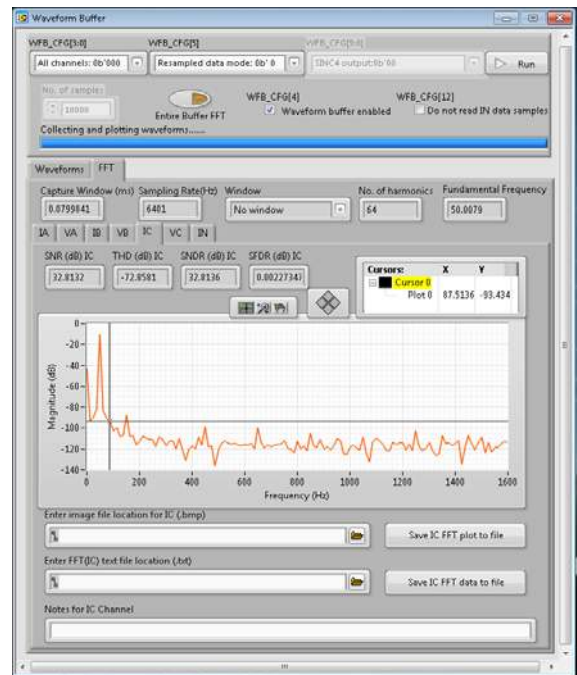 Waveform Buffer
WFB_CFG[3:0] WFB_CFG[5] WFB_CFG[9:8]
All channels: 0b'000 Resampled data mode: 0b' 0 SINC4 output:0b'00 Run
No. of samples
10000
Entire Buffer FFT
WFB_CFG[4] WFB_CFG[12]
Waveform buffer enabled Do not read IN data samples
Collecting and plotting waveforms......
Waveforms FFT
Capture Window (ms) Sampling Rate(Hz) Window No. of harmonics Fundamental Frequency
0.0799841 6401 No window 64 50.0079
IA VA IB VB IC VC IN
SNR (dB) IC THD (dB) IC SNDR (dB) IC SFDR (dB) IC
32.8132 -72.8581 32.8136 0.0022734
Cursors: X Y
Cursor 0
Plot 0 87.5136 -93.434
Magnitude (dB)
0-
-20-
-40-
-60-
-80-
-100-
-120-
-140-
0 200 400 600 800 1000 1200 1400 1600
Frequency (Hz)
Enter image file location for IC (.bmp)
Save IC FFT plot to file
Enter FFT(IC) text file location (.txt)
Save IC FFT data to file
Notes for IC Channel